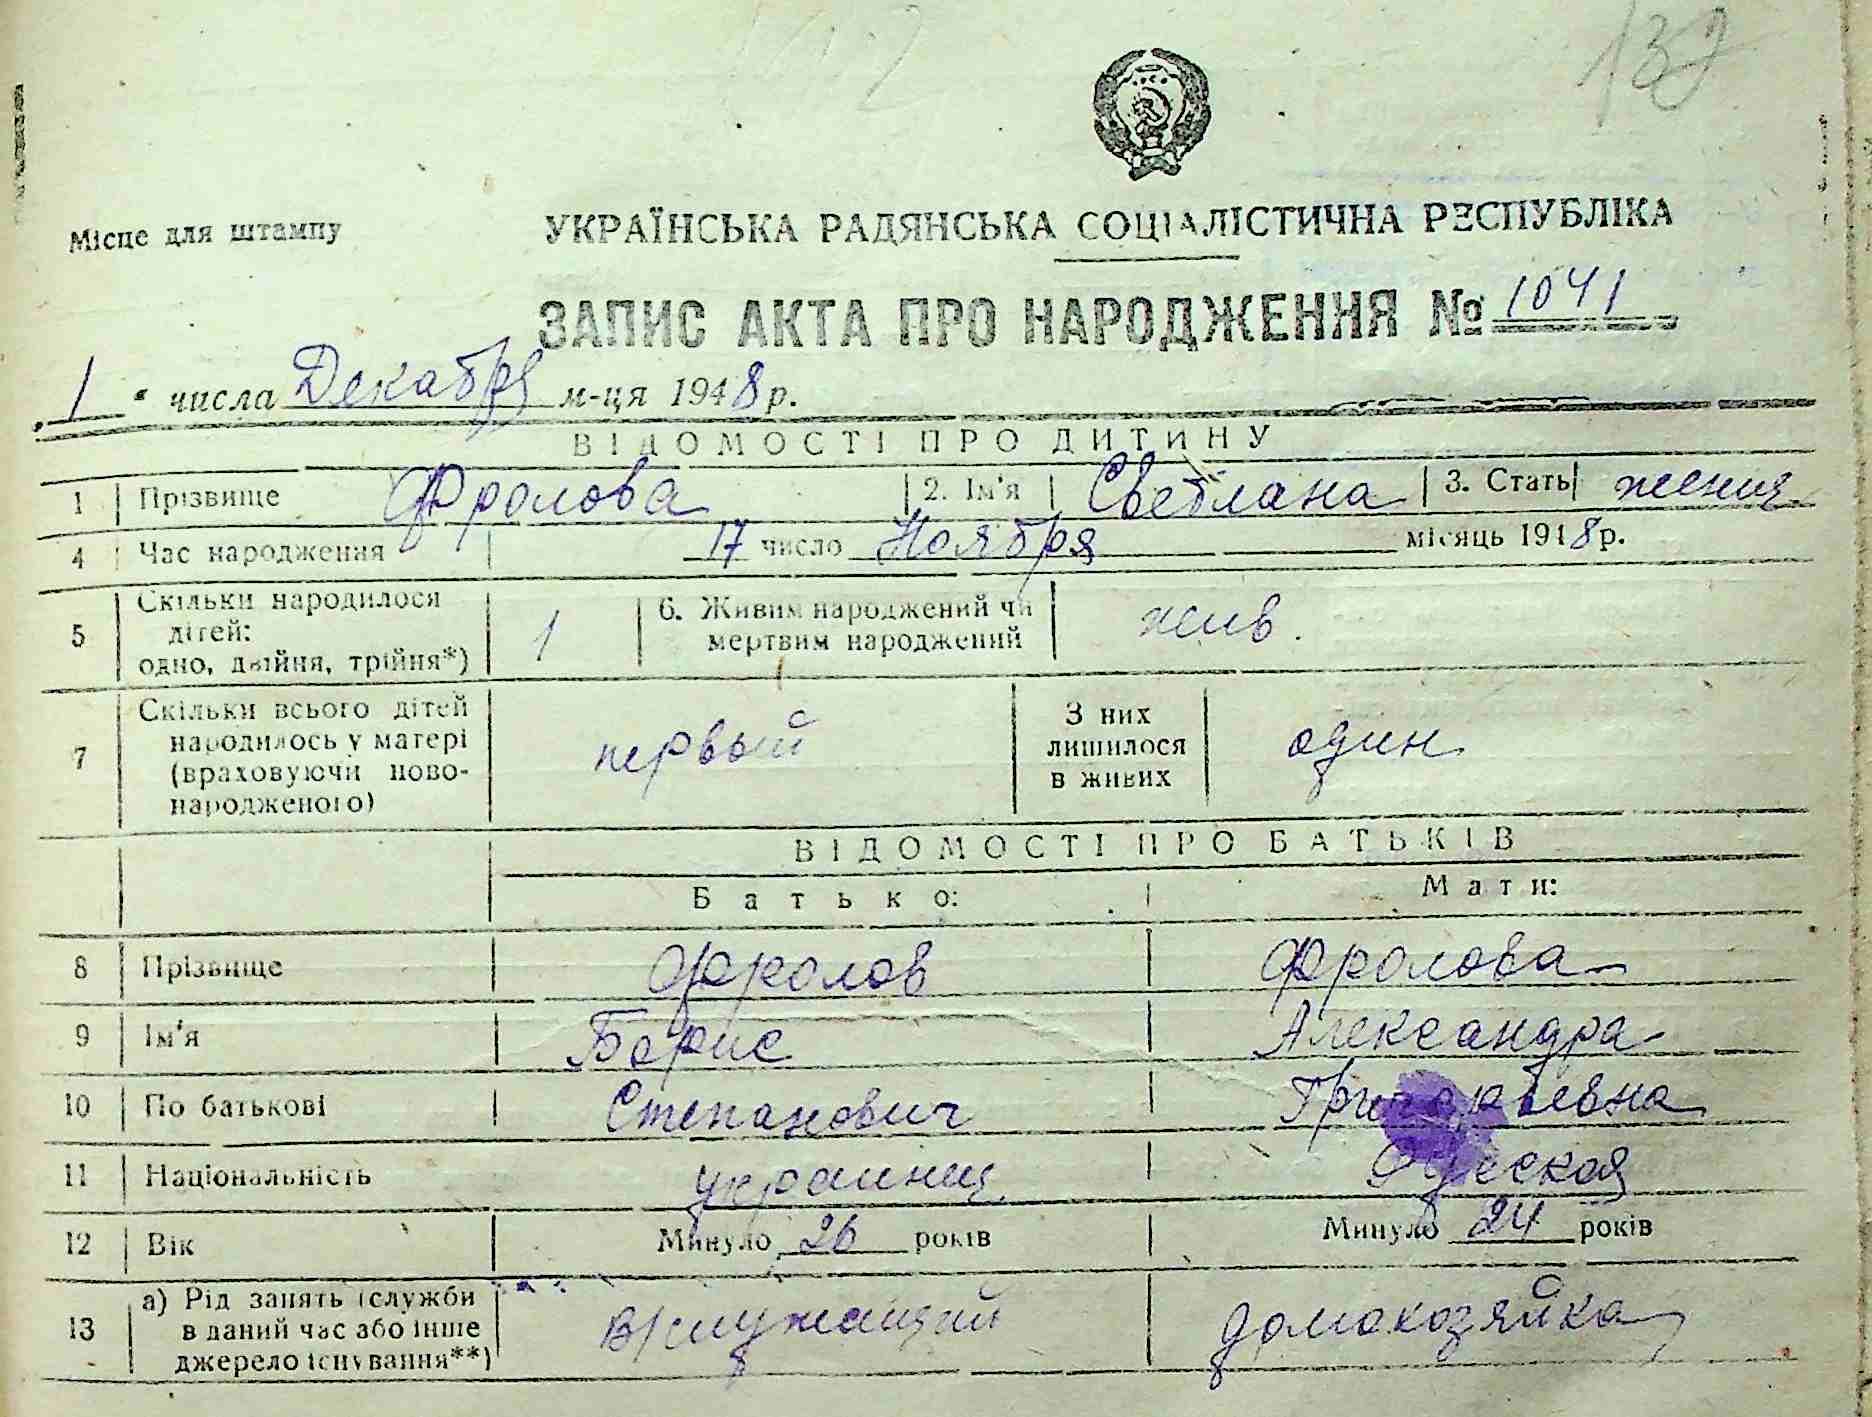 137
Місце для штампу
УКРАЇНСЬКА РАДЯНСЬКА СОЦІАЛІСТИЧНА РЕСПУБЛІКА
ЗАПИС АКТА ПРО НАРОДЖЕННЯ № 1041
„1" числа Декабря м-ця 1948 р.
ВІДОМОСТІ ПРО ДИТИНУ
1 Прізвище Фролова 2. Ім'я Светлана 3. Стать женщ
4 Час народження 17 число Ноября місяць 1948 р.
5 Скільки народилося дітей: одно, двійня, трійня*) 1 6. Живим народжений чи мертвим народжений жив.
7 Скільки всього дітей народилось у матері (враховуючи новонародженого) первый З них лишилося в живих один
ВІДОМОСТІ ПРО БАТЬКІВ
Батько: Мати:
8 Прізвище Фролов Фролова
9 Ім'я Борис Александра
10 По батькові Степанович Григорьевна
11 Національність украинец Русская
12 Вік Минуло 26 років Минуло 24 років
13 а) Рід занять (служби в даний час або інше джерело існування**) в/служащий домохозяйка